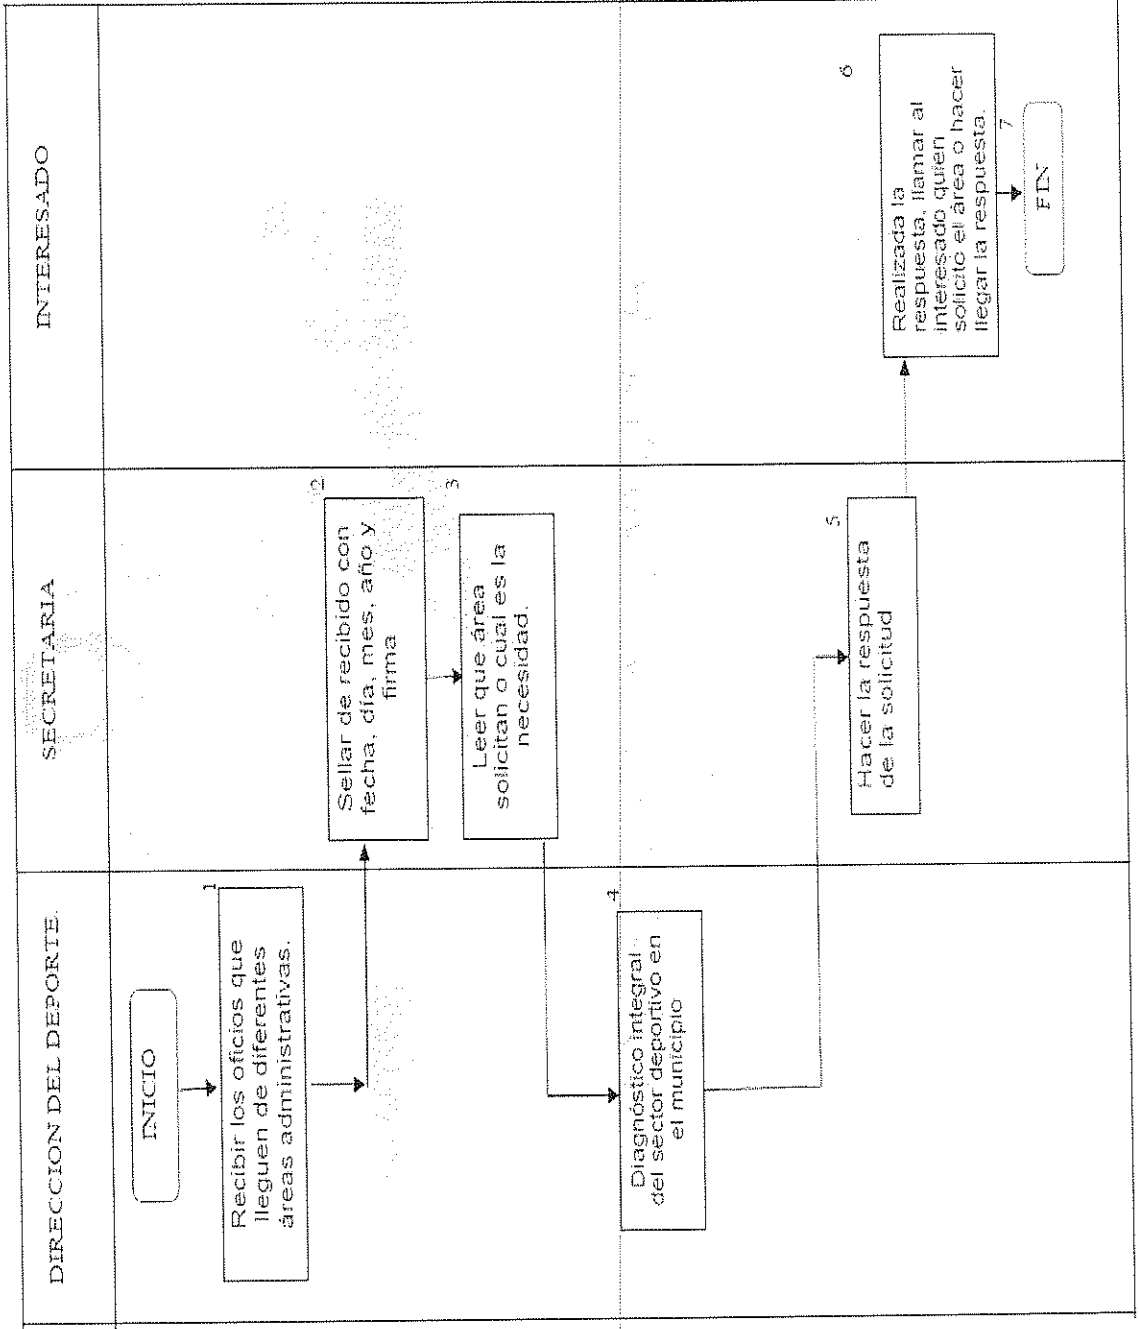 DIRECCION DEL DEPORTE.
SECRETARIA
INTERESADO
INICIO
1
Recibir los oficios que
lleguen de diferentes
áreas administrativas.
2
Sellar de recibido con
fecha, día, mes, año y
firma
3
Leer que área
solicitan o cual es la
necesidad.
4
Diagnóstico integral
del sector deportivo en
el municipio
5
Hacer la respuesta
de la solicitud
6
Realizada la
respuesta, llamar al
interesado quien
solicito el área o hacer
llegar la respuesta.
7
FIN